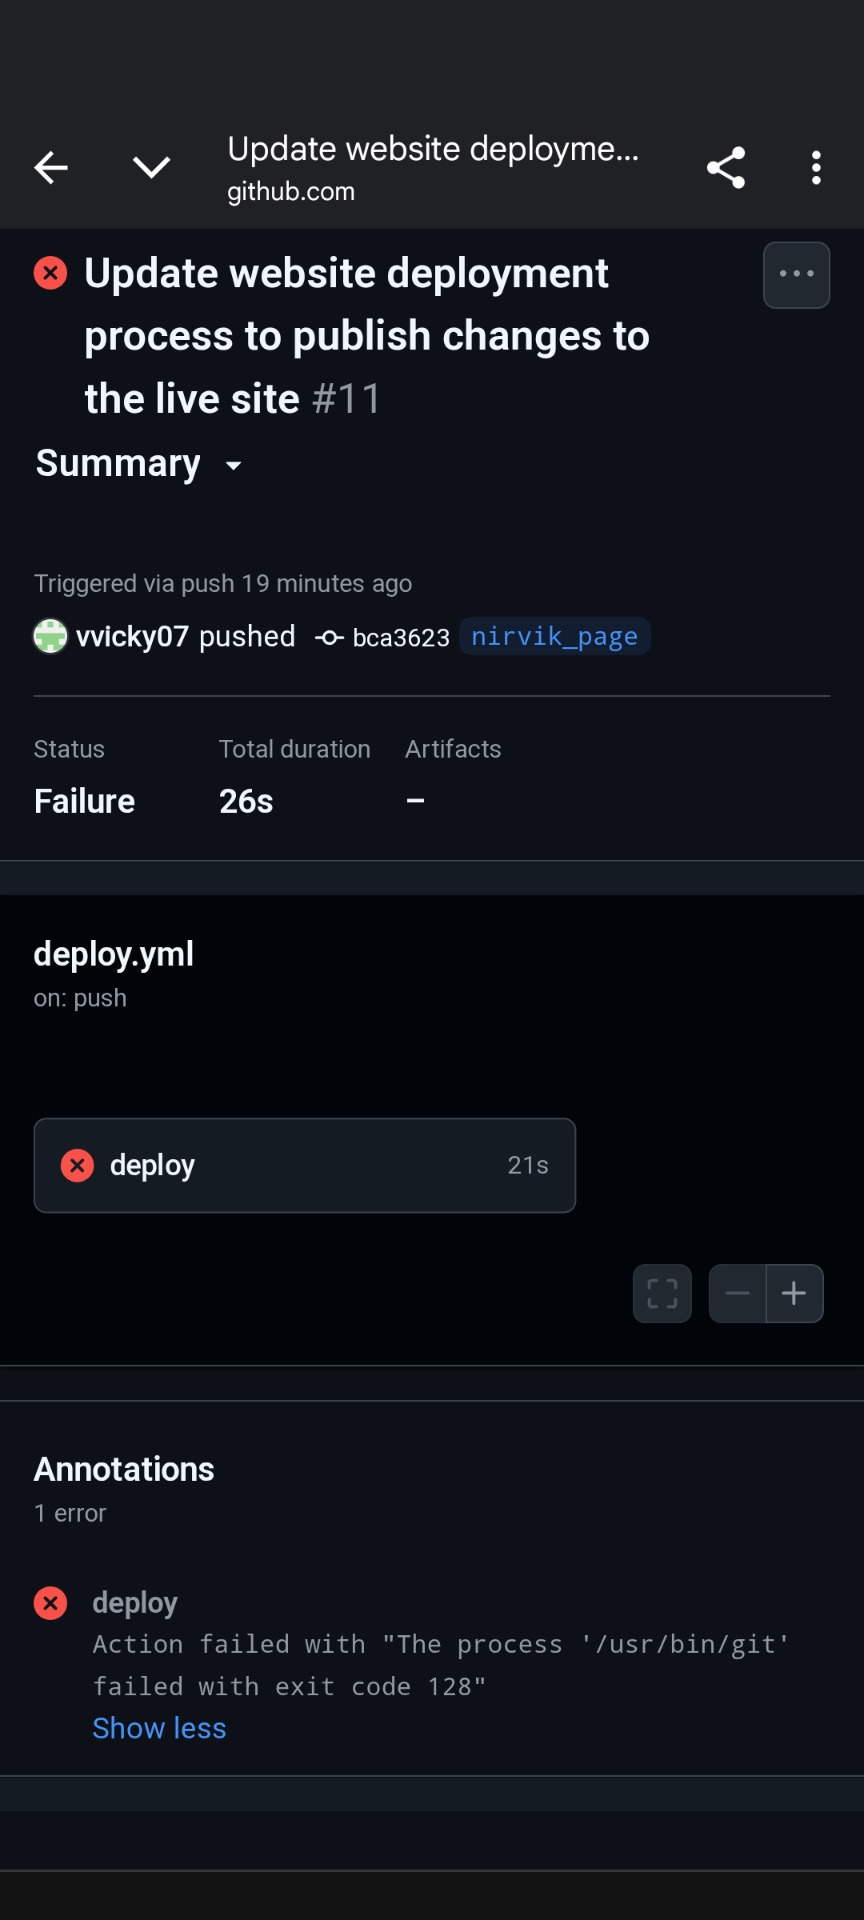 Update website deployme...
github.com
Update website deployment
process to publish changes to
the live site #11
Summary
Triggered via push 19 minutes ago
vvicky07 pushed bca3623 nirvik_page
Status Total duration Artifacts
Failure 26s –
deploy.yml
on: push
deploy 21s
Annotations
1 error
deploy
Action failed with "The process '/usr/bin/git'
failed with exit code 128"
Show less